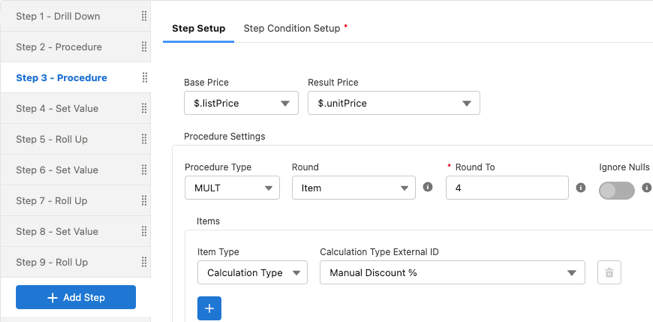 Step 1 - Drill Down
Step 2 - Procedure
Step 3 - Procedure
Step 4 - Set Value
Step 5 - Roll Up
Step 6 - Set Value
Step 7 - Roll Up
Step 8 - Set Value
Step 9 - Roll Up
+ Add Step
Step Setup Step Condition Setup *
Base Price Result Price
$.listPrice $.unitPrice
Procedure Settings
Procedure Type Round * Round To Ignore Nulls
MULT Item 4
Items
Item Type Calculation Type External ID
Calculation Type Manual Discount %
+